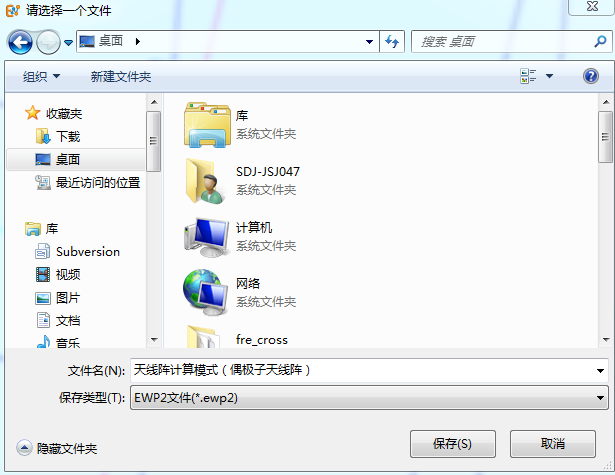 请选择一个文件
桌面
搜索 桌面
组织 新建文件夹
收藏夹
下载
桌面
最近访问的位置
库
Subversion
视频
图片
文档
音乐
库
系统文件夹
SDJ-JSJ047
系统文件夹
计算机
系统文件夹
网络
系统文件夹
fre_cross
文件名(N): 天线阵计算模式（偶极子天线阵）
保存类型(T): EWP2文件(*.ewp2)
隐藏文件夹 保存(S) 取消